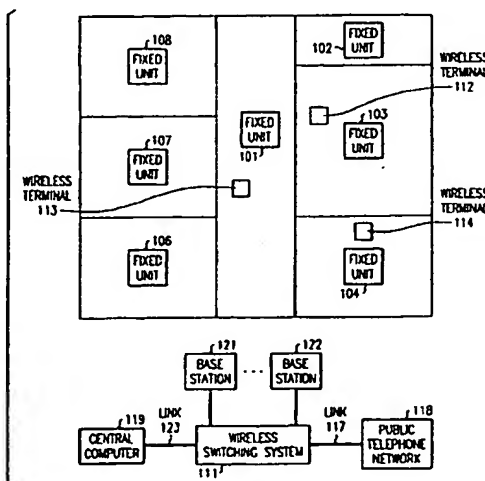 108
FIXED
UNIT
102
FIXED
UNIT
WIRELESS
TERMINAL
112
107
FIXED
UNIT
FIXED
UNIT
101
103
FIXED
UNIT
WIRELESS
TERMINAL
113
WIRELESS
TERMINAL
114
106
FIXED
UNIT
FIXED
UNIT
104
121
BASE
STATION
...
122
BASE
STATION
119
CENTRAL
COMPUTER
LINK
123
WIRELESS
SWITCHING SYSTEM
111
LINK
117
118
PUBLIC
TELEPHONE
NETWORK